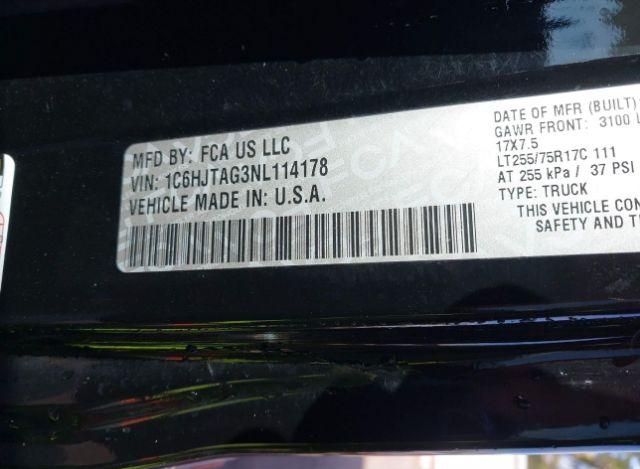 MFD BY: FCA US LLC
VIN: 1C6HJTAG3NL114178
VEHICLE MADE IN: U.S.A.
DATE OF MFR (BUILT):
GAWR FRONT: 3100
17X7.5
LT255/75R17C 111
AT 255 kPa / 37 PSI
TYPE: TRUCK
THIS VEHICLE CON
SAFETY AND T